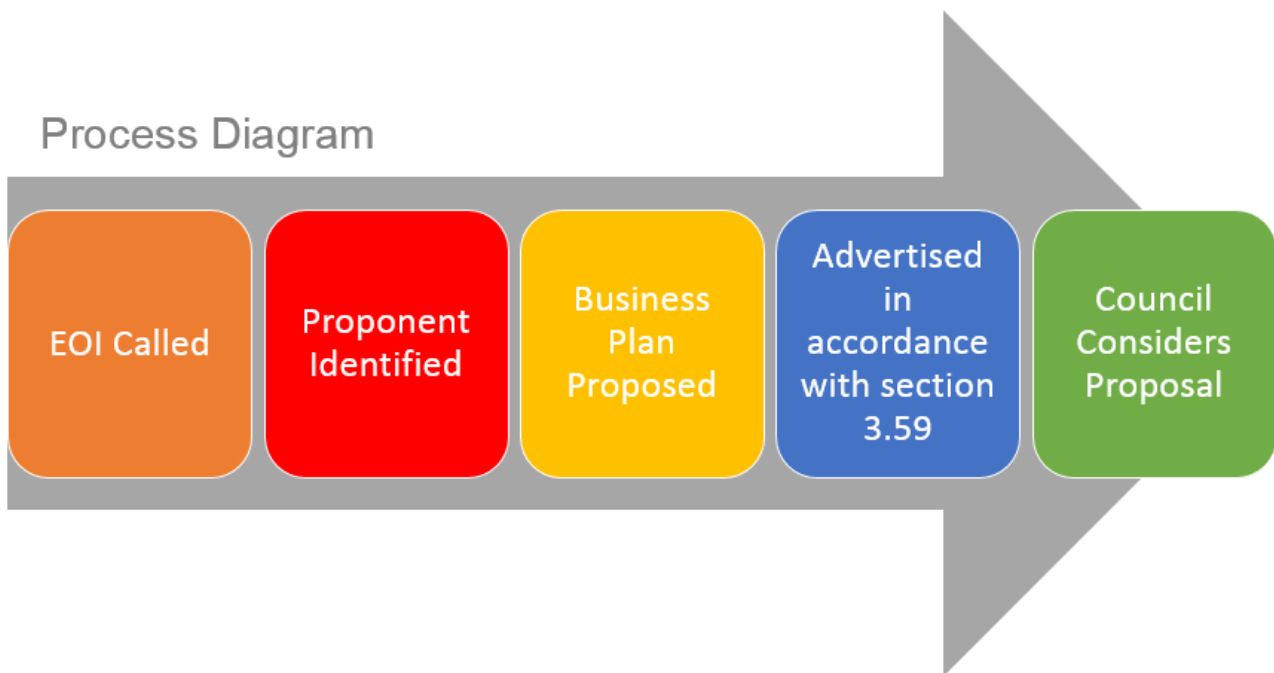 Process Diagram
EOI Called
Proponent
Identified
Business
Plan
Proposed
Advertised
in
accordance
with section
3.59
Council
Considers
Proposal